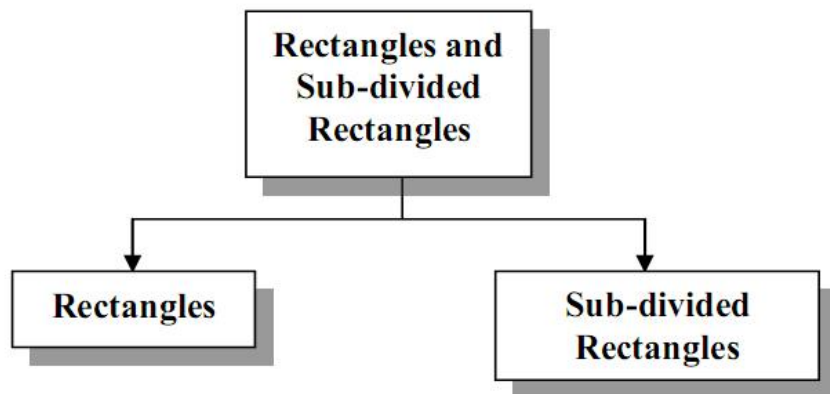 Rectangles and
Sub-divided
Rectangles
Rectangles
Sub-divided
Rectangles